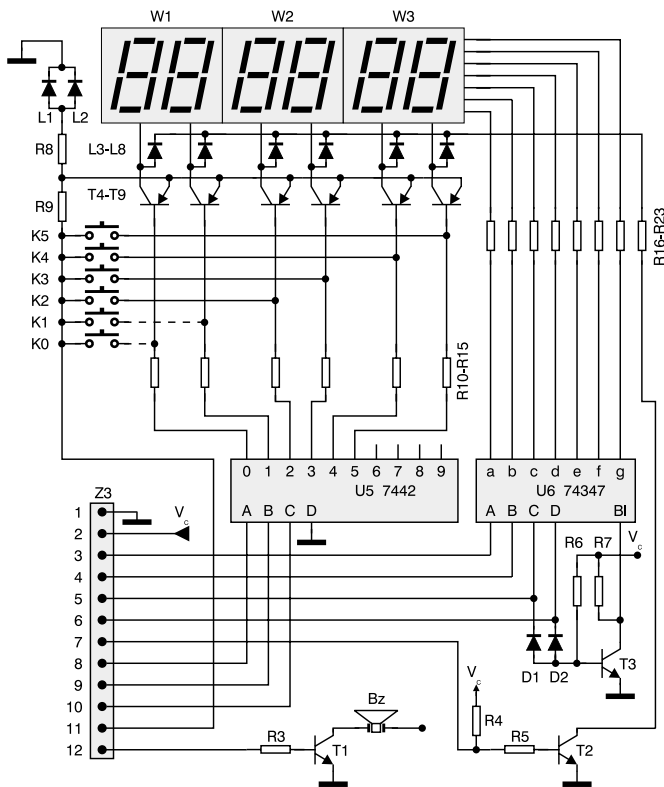 W1 W2 W3
L1 L2
R8
L3-L8
T4-T9
R9
K5
K4
K3
K2
K1
K0
R10-R15
R16-R23
0 1 2 3 4 5 6 7 8 9
U5 7442
A B C D
a b c d e f g
U6 74347
A B C D BI
Z3
1
2
3
4
5
6
7
8
9
10
11
12
Vc
R6 R7 Vc
D1 D2 T3
Bz
R3 T1
Vc
R4
R5 T2